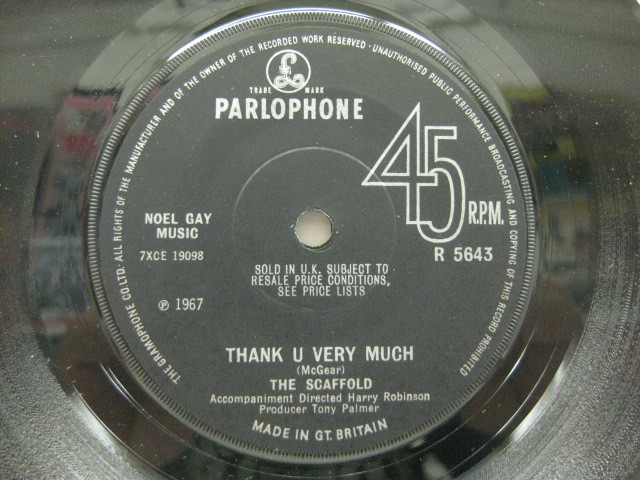 THE GRAMOPHONE CO. LTD. ALL RIGHTS OF THE MANUFACTURER AND OF THE OWNER OF THE RECORDED WORK RESERVED · UNAUTHORISED PUBLIC PERFORMANCE BROADCASTING AND COPYING OF THIS RECORD PROHIBITED
£
TRADE MARK
PARLOPHONE
45 R.P.M.
NOEL GAY
MUSIC
7XCE 19098
R 5643
SOLD IN U.K. SUBJECT TO
RESALE PRICE CONDITIONS,
SEE PRICE LISTS
℗ 1967
THANK U VERY MUCH
(McGear)
THE SCAFFOLD
Accompaniment Directed Harry Robinson
Producer Tony Palmer
MADE IN GT. BRITAIN